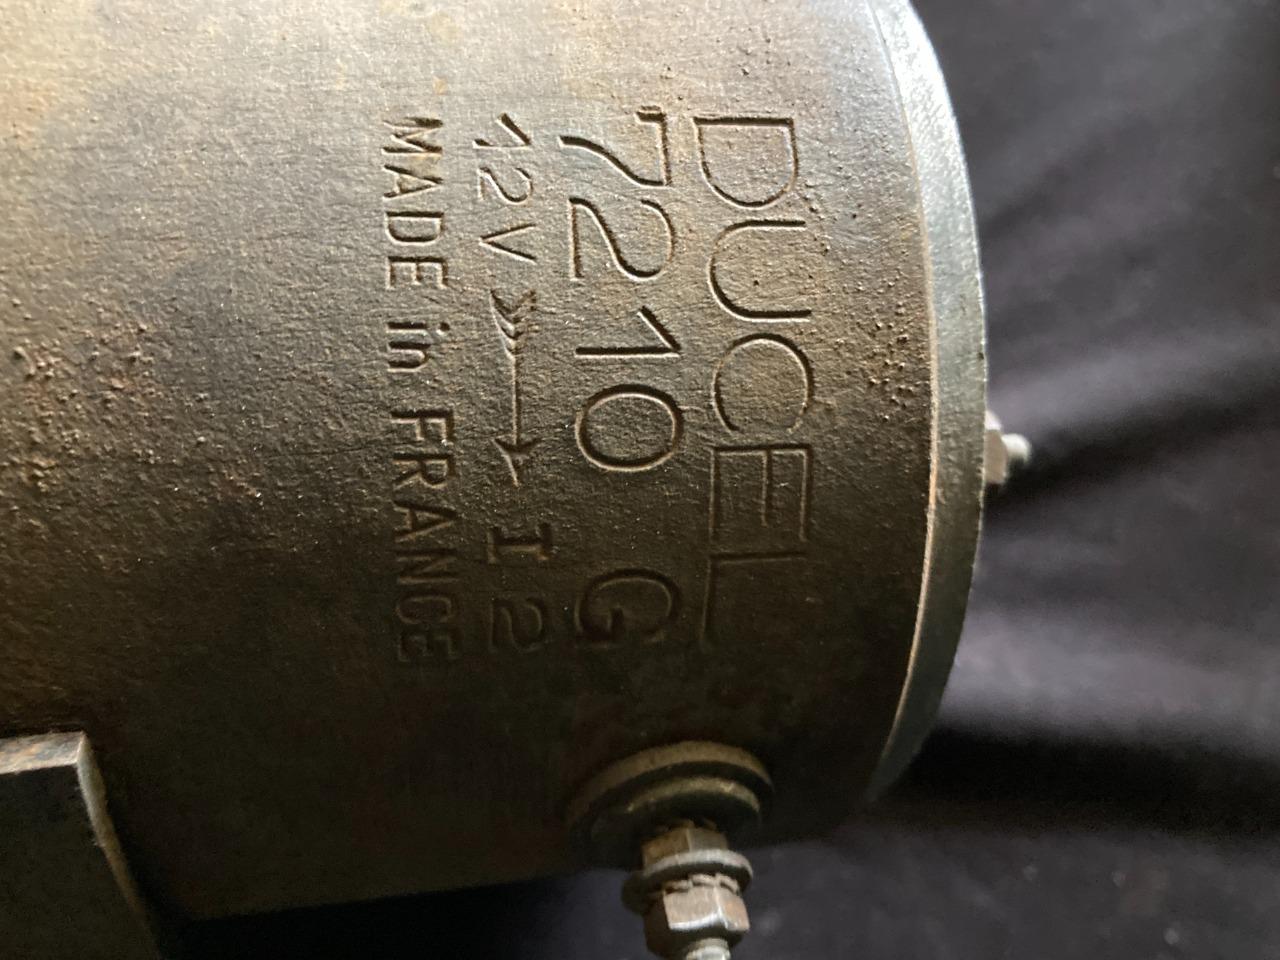 DUCEL
7210 G
12V → I 2
MADE in FRANCE